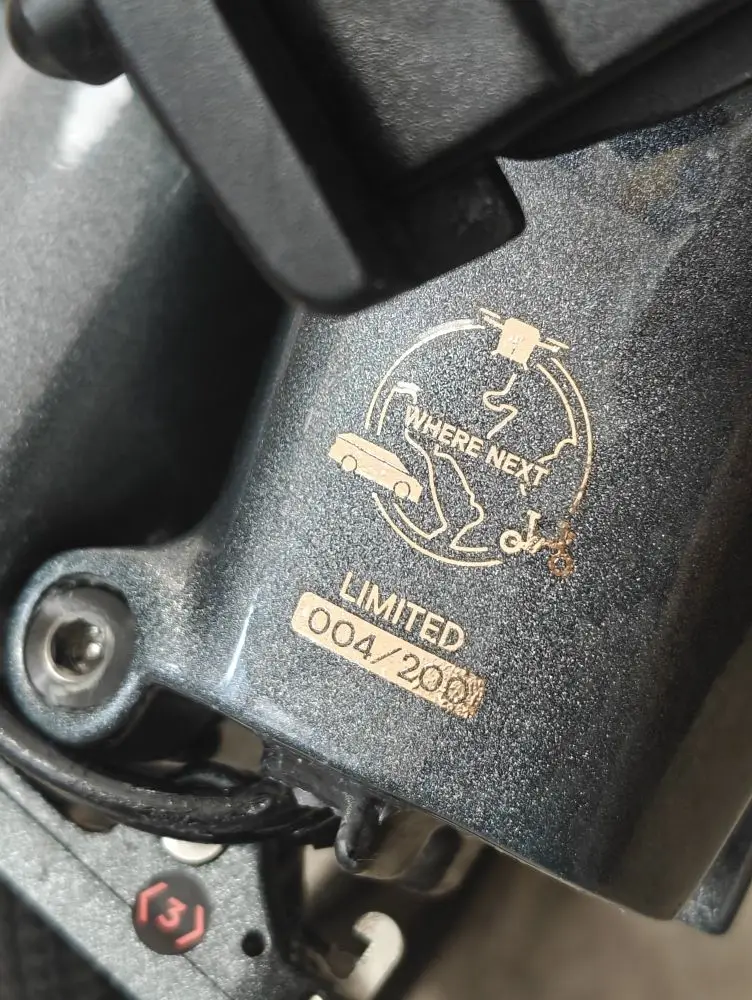 WHERE NEXT
LIMITED
004/200
3